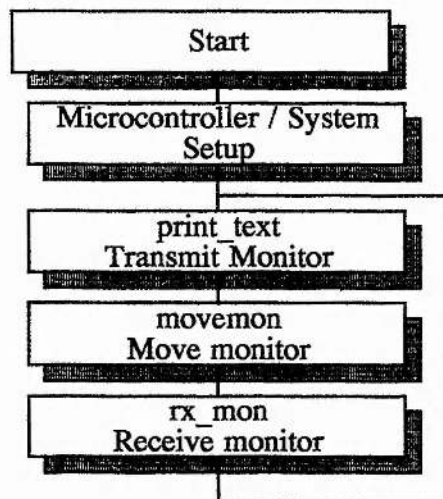 Start
Microcontroller / System
Setup
print_text
Transmit Monitor
movemon
Move monitor
rx_mon
Receive monitor